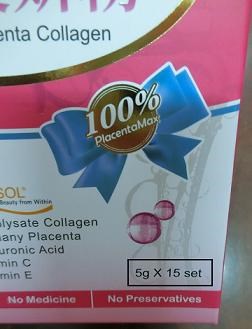 enta Collagen
100%
PlacentaMax
SOL®
Beauty from Within
olysate Collagen
many Placenta
uronic Acid
min C
min E
5g X 15 set
No Medicine
No Preservatives